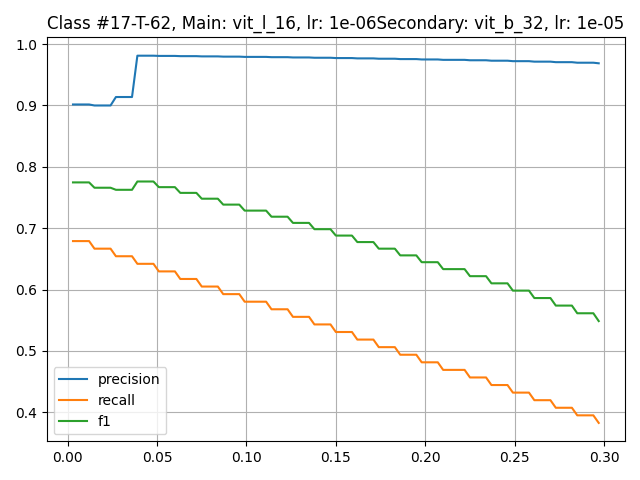 Class #17-T-62, Main: vit_l_16, lr: 1e-06Secondary: vit_b_32, lr: 1e-05
1.0
0.9
0.8
0.7
0.6
0.5
0.4
precision
recall
f1
0.00 0.05 0.10 0.15 0.20 0.25 0.30